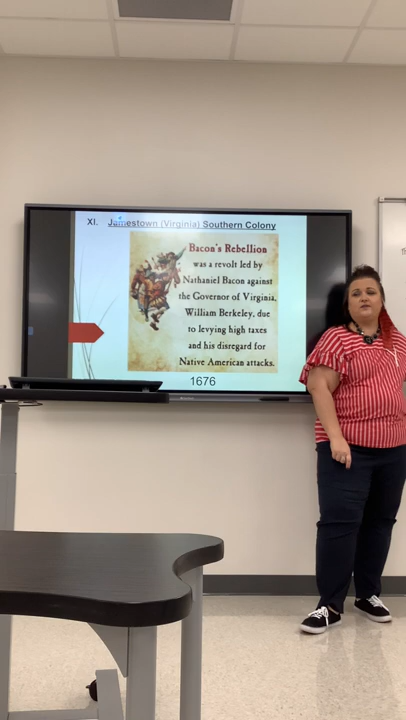 XI. Jamestown (Virginia) Southern Colony
Bacon's Rebellion
was a revolt led by
Nathaniel Bacon against
the Governor of Virginia,
William Berkeley, due
to levying high taxes
and his disregard for
Native American attacks.
1676